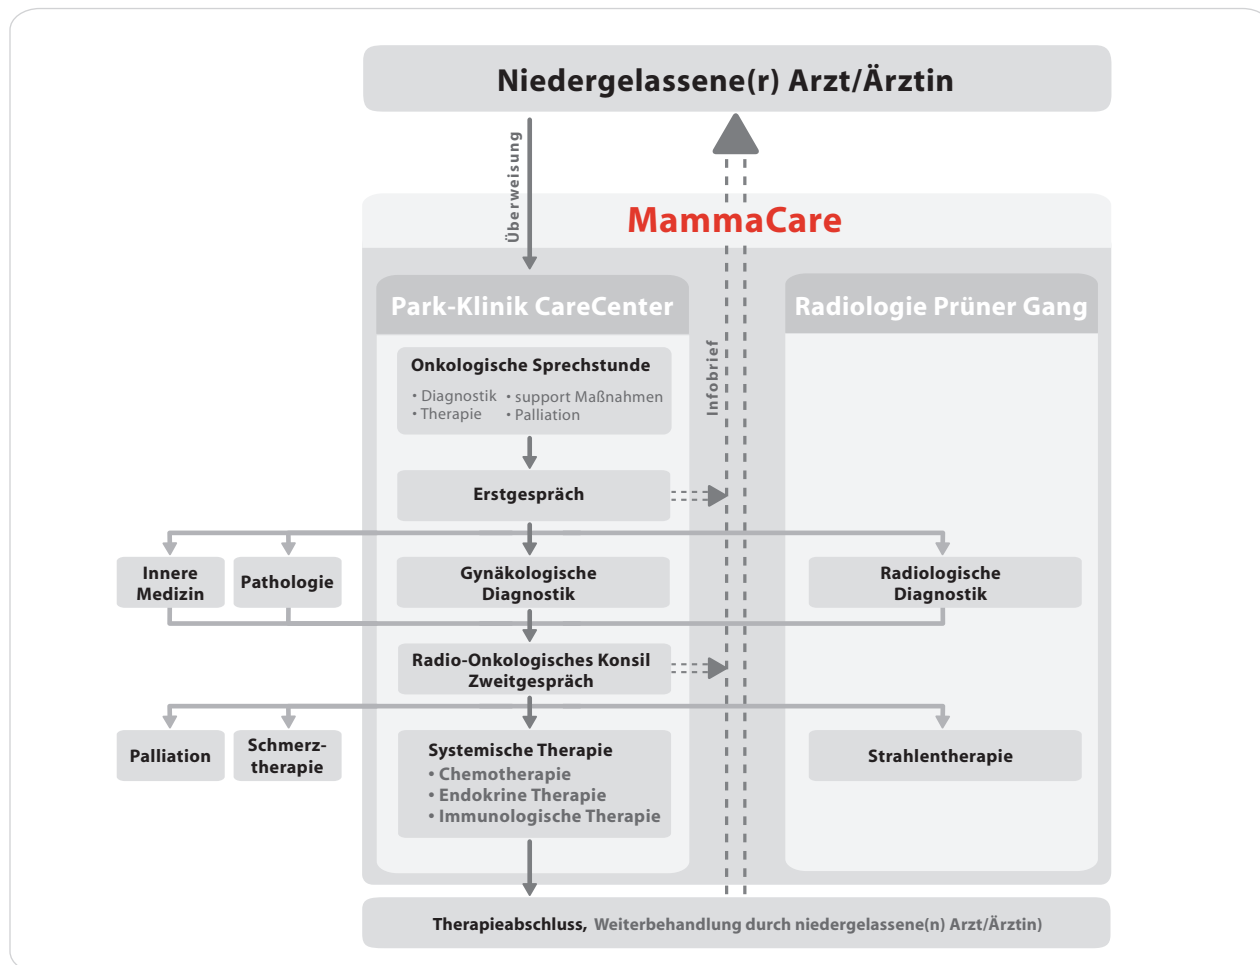 Niedergelassene(r) Arzt/Ärztin
Überweisung
MammaCare
Park-Klinik CareCenter
Radiologie Prüner Gang
Infobrief
Onkologische Sprechstunde
• Diagnostik • support Maßnahmen
• Therapie • Palliation
Erstgespräch
Innere
Medizin
Pathologie
Gynäkologische
Diagnostik
Radiologische
Diagnostik
Radio-Onkologisches Konsil
Zweitgespräch
Palliation
Schmerz-
therapie
Systemische Therapie
• Chemotherapie
• Endokrine Therapie
• Immunologische Therapie
Strahlentherapie
Therapieabschluss, Weiterbehandlung durch niedergelassene(n) Arzt/Ärztin)